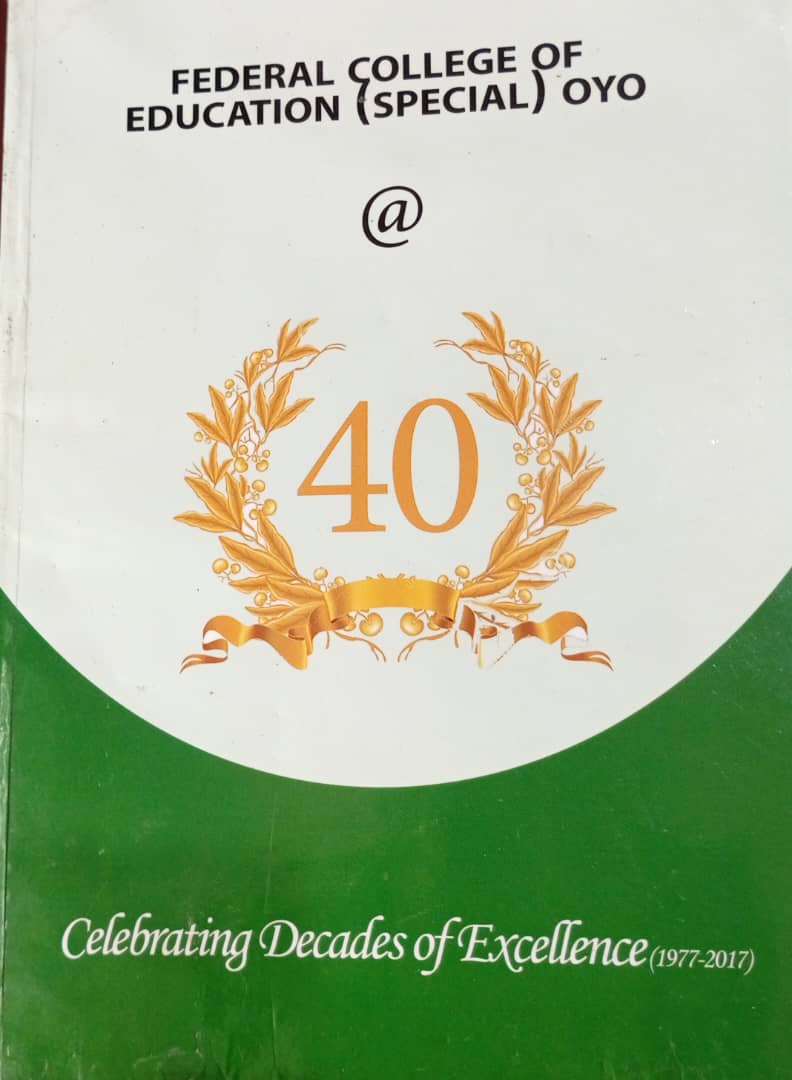 FEDERAL COLLEGE OF
EDUCATION (SPECIAL) OYO
@
40
Celebrating Decades of Excellence (1977-2017)